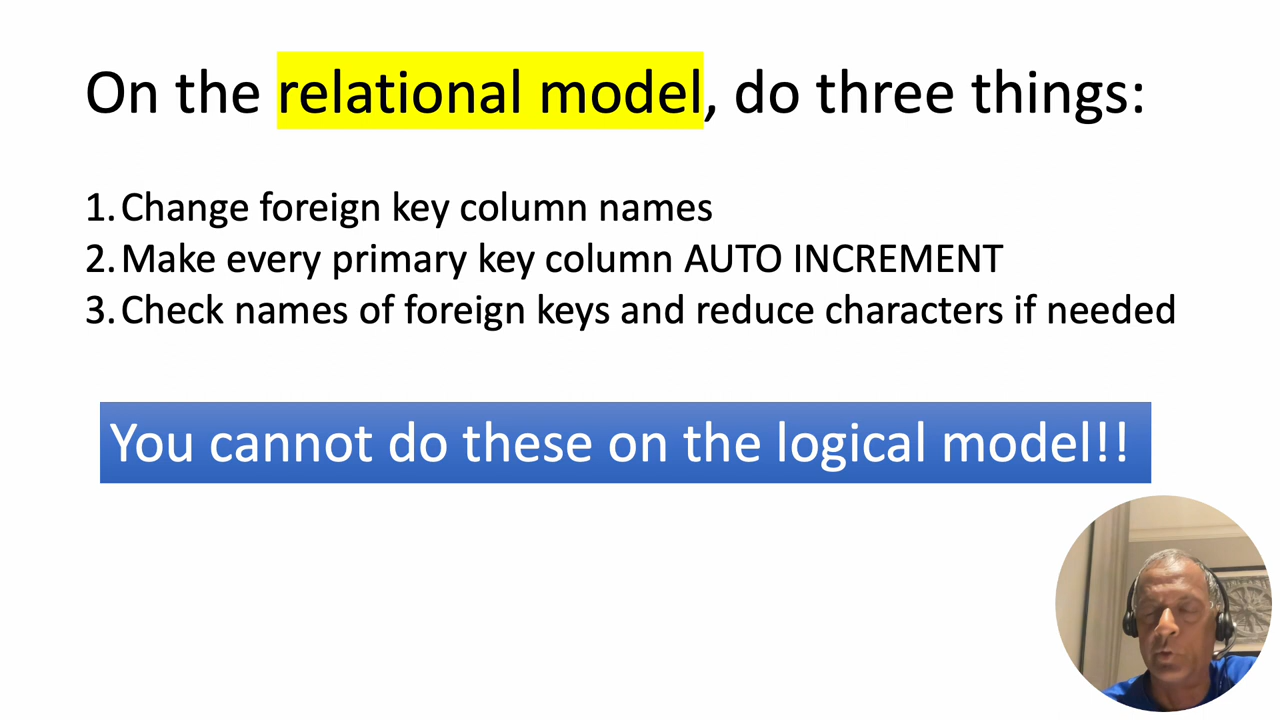 On the relational model, do three things:
1. Change foreign key column names
2. Make every primary key column AUTO INCREMENT
3. Check names of foreign keys and reduce characters if needed
You cannot do these on the logical model!!